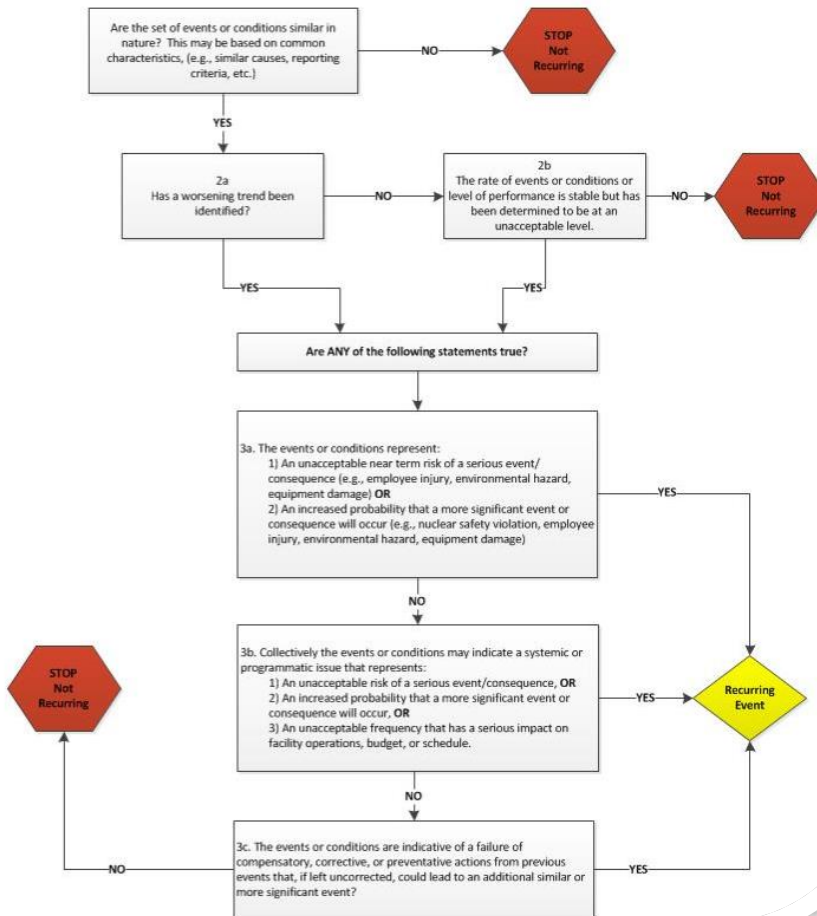 Are the set of events or conditions similar in
nature?  This may be based on common
characteristics, (e.g., similar causes, reporting
criteria, etc.)
NO
STOP
Not
Recurring
YES
2a
Has a worsening trend been
identified?
NO
2b
The rate of events or conditions or
level of performance is stable but has
been determined to be at an
unacceptable level.
NO
STOP
Not
Recurring
YES
YES
Are ANY of the following statements true?
3a. The events or conditions represent:
1) An unacceptable near term risk of a serious event/
consequence (e.g., employee injury, environmental hazard,
equipment damage) OR
2) An increased probability that a more significant event or
consequence will occur (e.g., nuclear safety violation, employee
injury, environmental hazard, equipment damage)
YES
NO
3b. Collectively the events or conditions may indicate a systemic or
programmatic issue that represents:
1) An unacceptable risk of a serious event/consequence, OR
2) An increased probability that a more significant event or
consequence will occur, OR
3) An unacceptable frequency that has a serious impact on
facility operations, budget, or schedule.
YES
Recurring
Event
STOP
Not
Recurring
NO
3c. The events or conditions are indicative of a failure of
compensatory, corrective, or preventative actions from previous
events that, if left uncorrected, could lead to an additional similar or
more significant event?
NO
YES